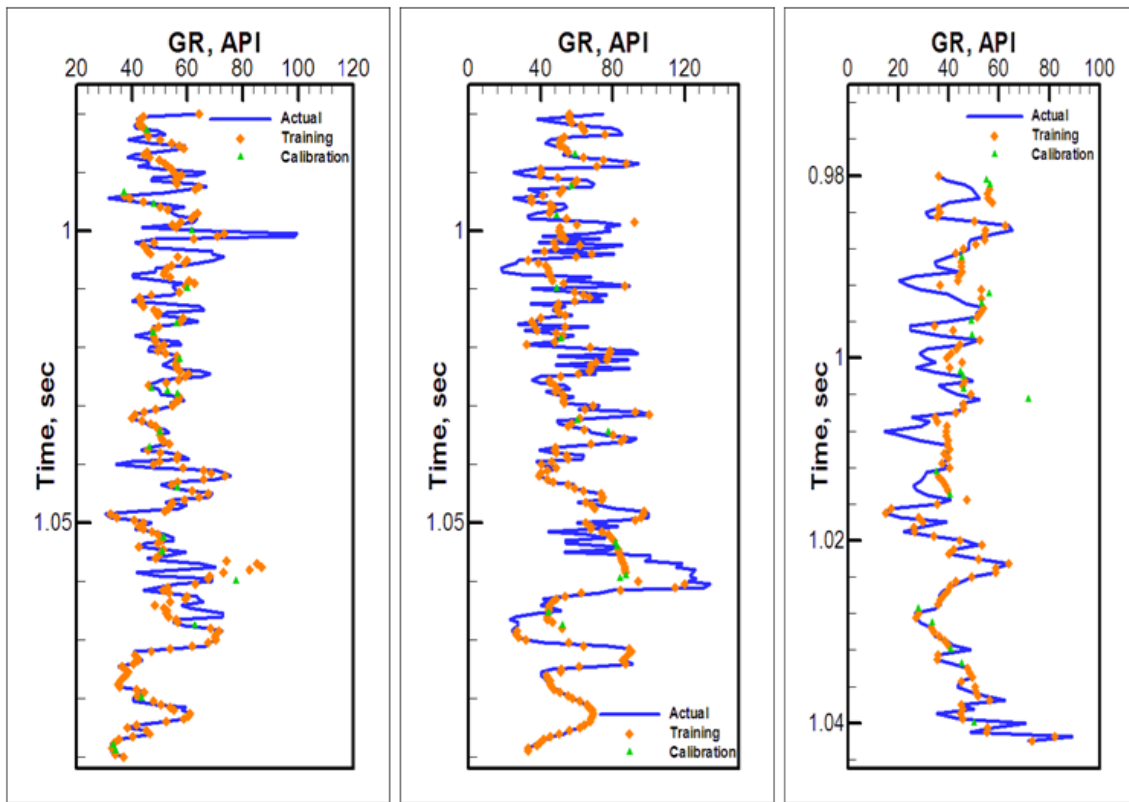 GR, API
20 40 60 80 100 120
Actual
Training
Calibration
1
1.05
Time, sec
GR, API
0 40 80 120
1
1.05
Time, sec
Actual
Training
Calibration
GR, API
0 20 40 60 80 100
Actual
Training
Calibration
0.98
1
1.02
1.04
Time, sec